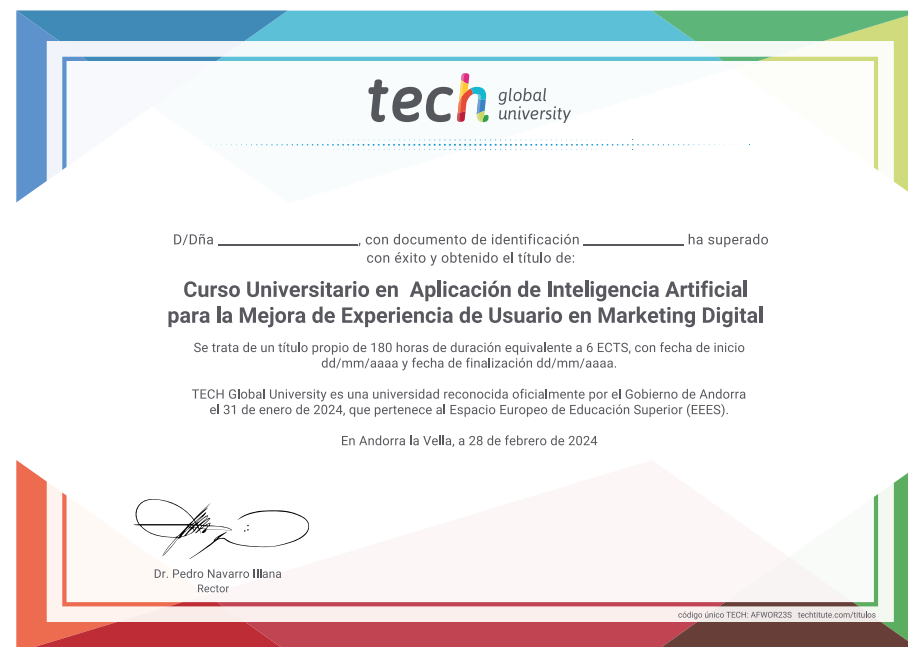 tech global university
D/Dña ____________________, con documento de identificación ______________ ha superado
con éxito y obtenido el título de:
Curso Universitario en Aplicación de Inteligencia Artificial
para la Mejora de Experiencia de Usuario en Marketing Digital
Se trata de un título propio de 180 horas de duración equivalente a 6 ECTS, con fecha de inicio
dd/mm/aaaa y fecha de finalización dd/mm/aaaa.
TECH Global University es una universidad reconocida oficialmente por el Gobierno de Andorra
el 31 de enero de 2024, que pertenece al Espacio Europeo de Educación Superior (EEES).
En Andorra la Vella, a 28 de febrero de 2024
Dr. Pedro Navarro Illana
Rector
código único TECH: AFWOR23S techtitute.com/titulos